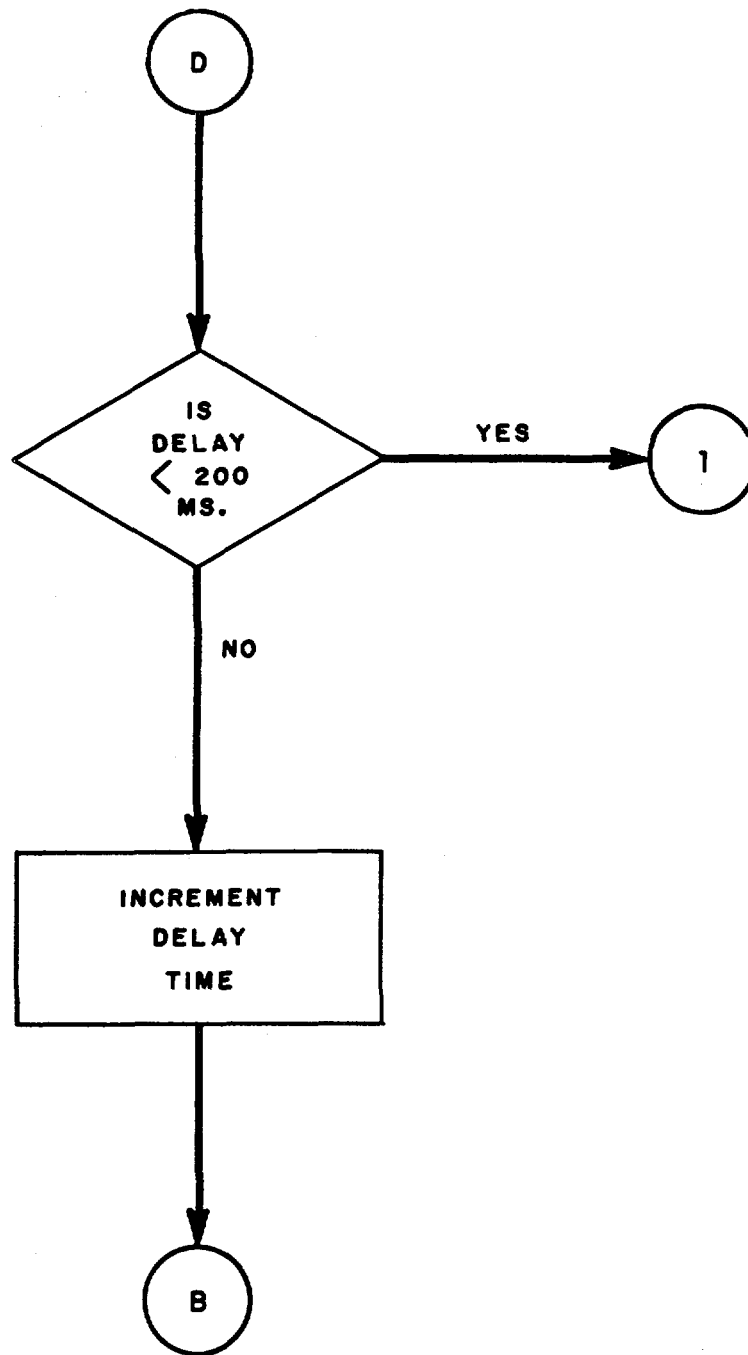 D
IS
DELAY
< 200
MS.
YES
1
NO
INCREMENT
DELAY
TIME
B